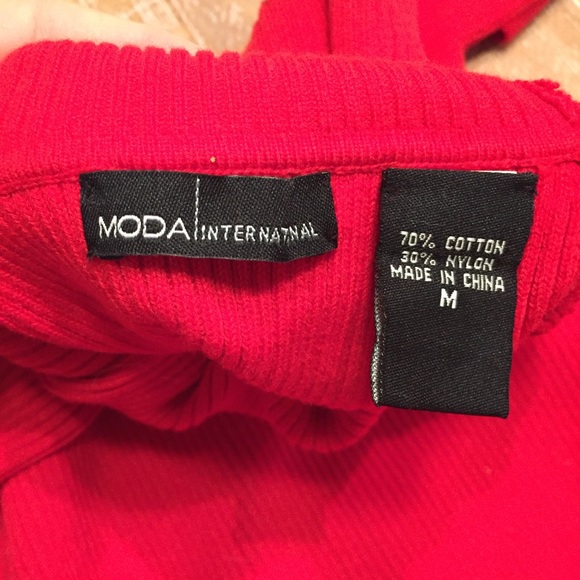 MODA INTERNATIONAL
70% COTTON
30% NYLON
MADE IN CHINA
M